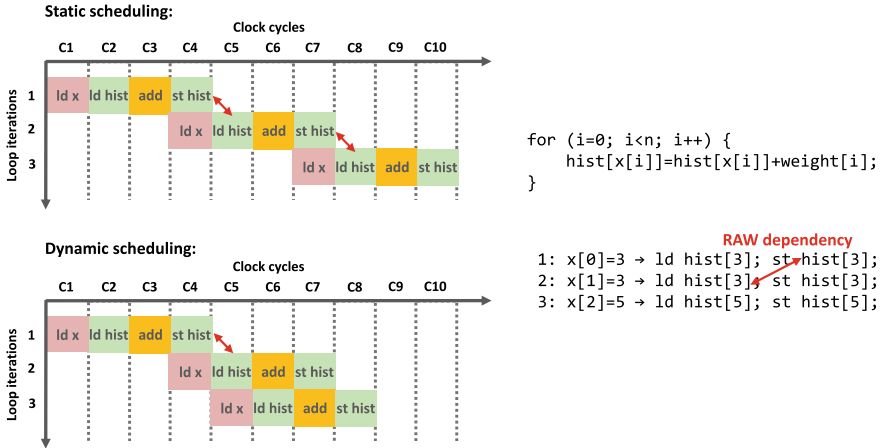 Static scheduling:
Clock cycles
C1 C2 C3 C4 C5 C6 C7 C8 C9 C10
Loop iterations
1 ld x ld hist add st hist
2 ld x ld hist add st hist
3 ld x ld hist add st hist
for (i=0; i<n; i++) {
hist[x[i]]=hist[x[i]]+weight[i];
}
RAW dependency
1: x[0]=3 → ld hist[3]; st hist[3];
2: x[1]=3 → ld hist[3]; st hist[3];
3: x[2]=5 → ld hist[5]; st hist[5];
Dynamic scheduling:
Clock cycles
C1 C2 C3 C4 C5 C6 C7 C8 C9 C10
Loop iterations
1 ld x ld hist add st hist
2 ld x ld hist add st hist
3 ld x ld hist add st hist